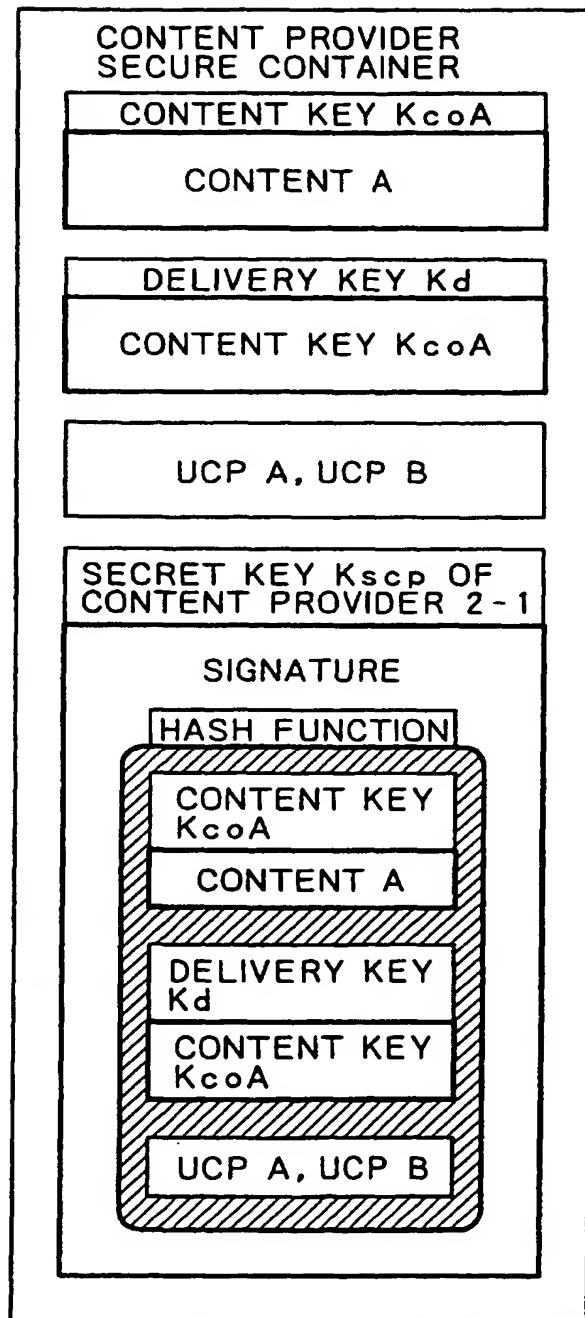 CONTENT PROVIDER
SECURE CONTAINER
CONTENT KEY KcoA
CONTENT A
DELIVERY KEY Kd
CONTENT KEY KcoA
UCP A, UCP B
SECRET KEY Kscp OF
CONTENT PROVIDER 2-1
SIGNATURE
HASH FUNCTION
CONTENT KEY
KcoA
CONTENT A
DELIVERY KEY
Kd
CONTENT KEY
KcoA
UCP A, UCP B